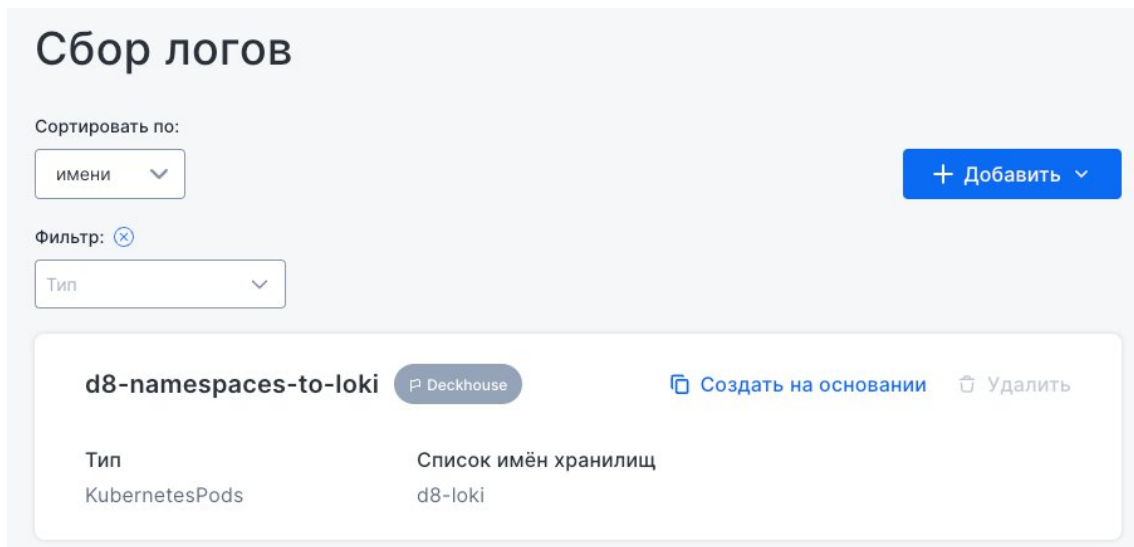 Сбор логов
Сортировать по:
имени
Добавить
Фильтр:
Тип
d8-namespaces-to-loki
Deckhouse
Создать на основании
Удалить
Тип
Список имён хранилищ
KubernetesPods
d8-loki